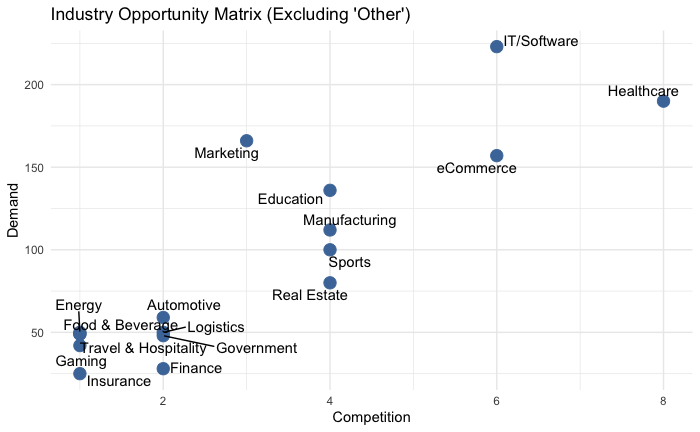 Industry Opportunity Matrix (Excluding 'Other')
IT/Software
Healthcare
200
Marketing
eCommerce
150
Education
Manufacturing
Demand
100
Sports
Real Estate
Energy
Automotive
Food & Beverage
Logistics
50
Travel & Hospitality
Government
Gaming
Finance
Insurance
2
4
6
8
Competition